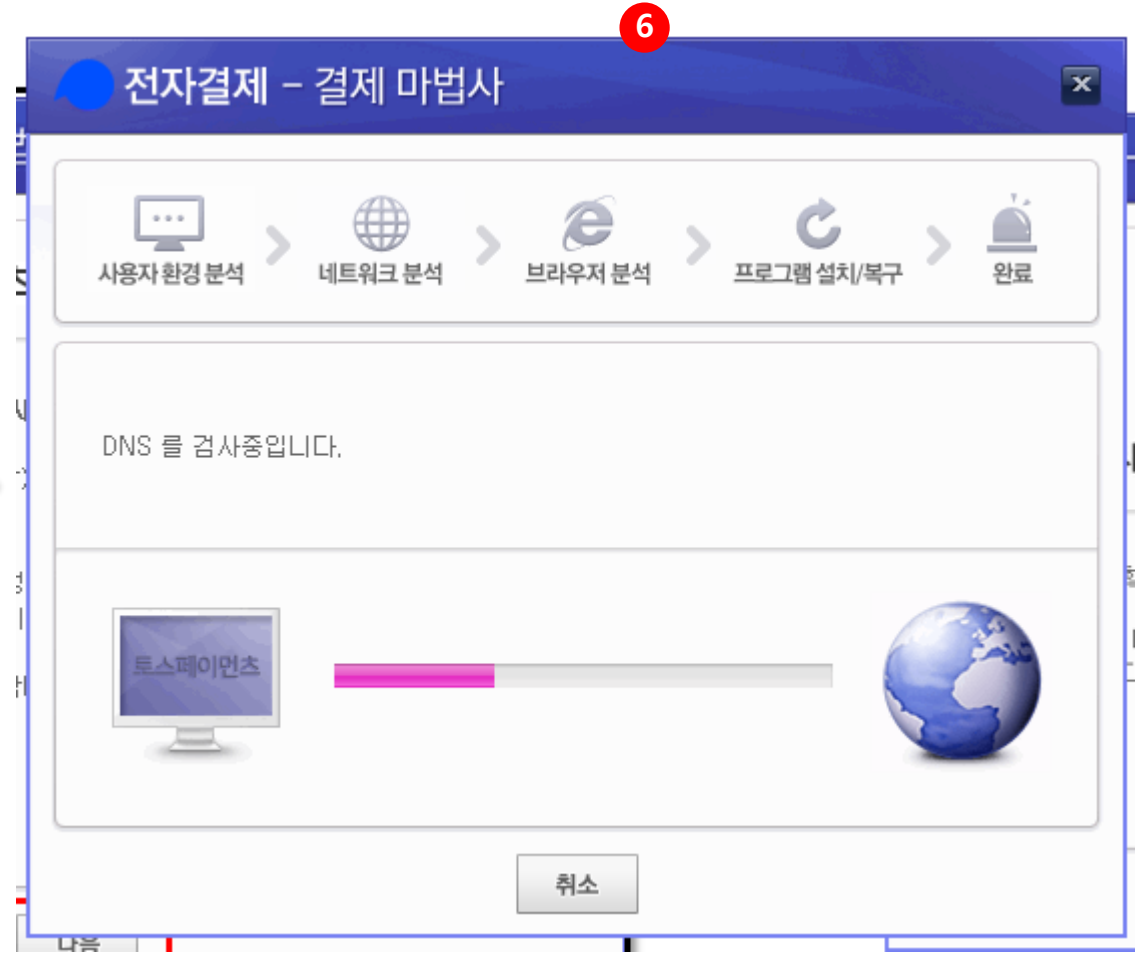 6
전자결제 - 결제 마법사
사용자 환경 분석
네트워크 분석
브라우저 분석
프로그램 설치/복구
완료
DNS 를 검사중입니다.
토스페이먼츠
취소
다음